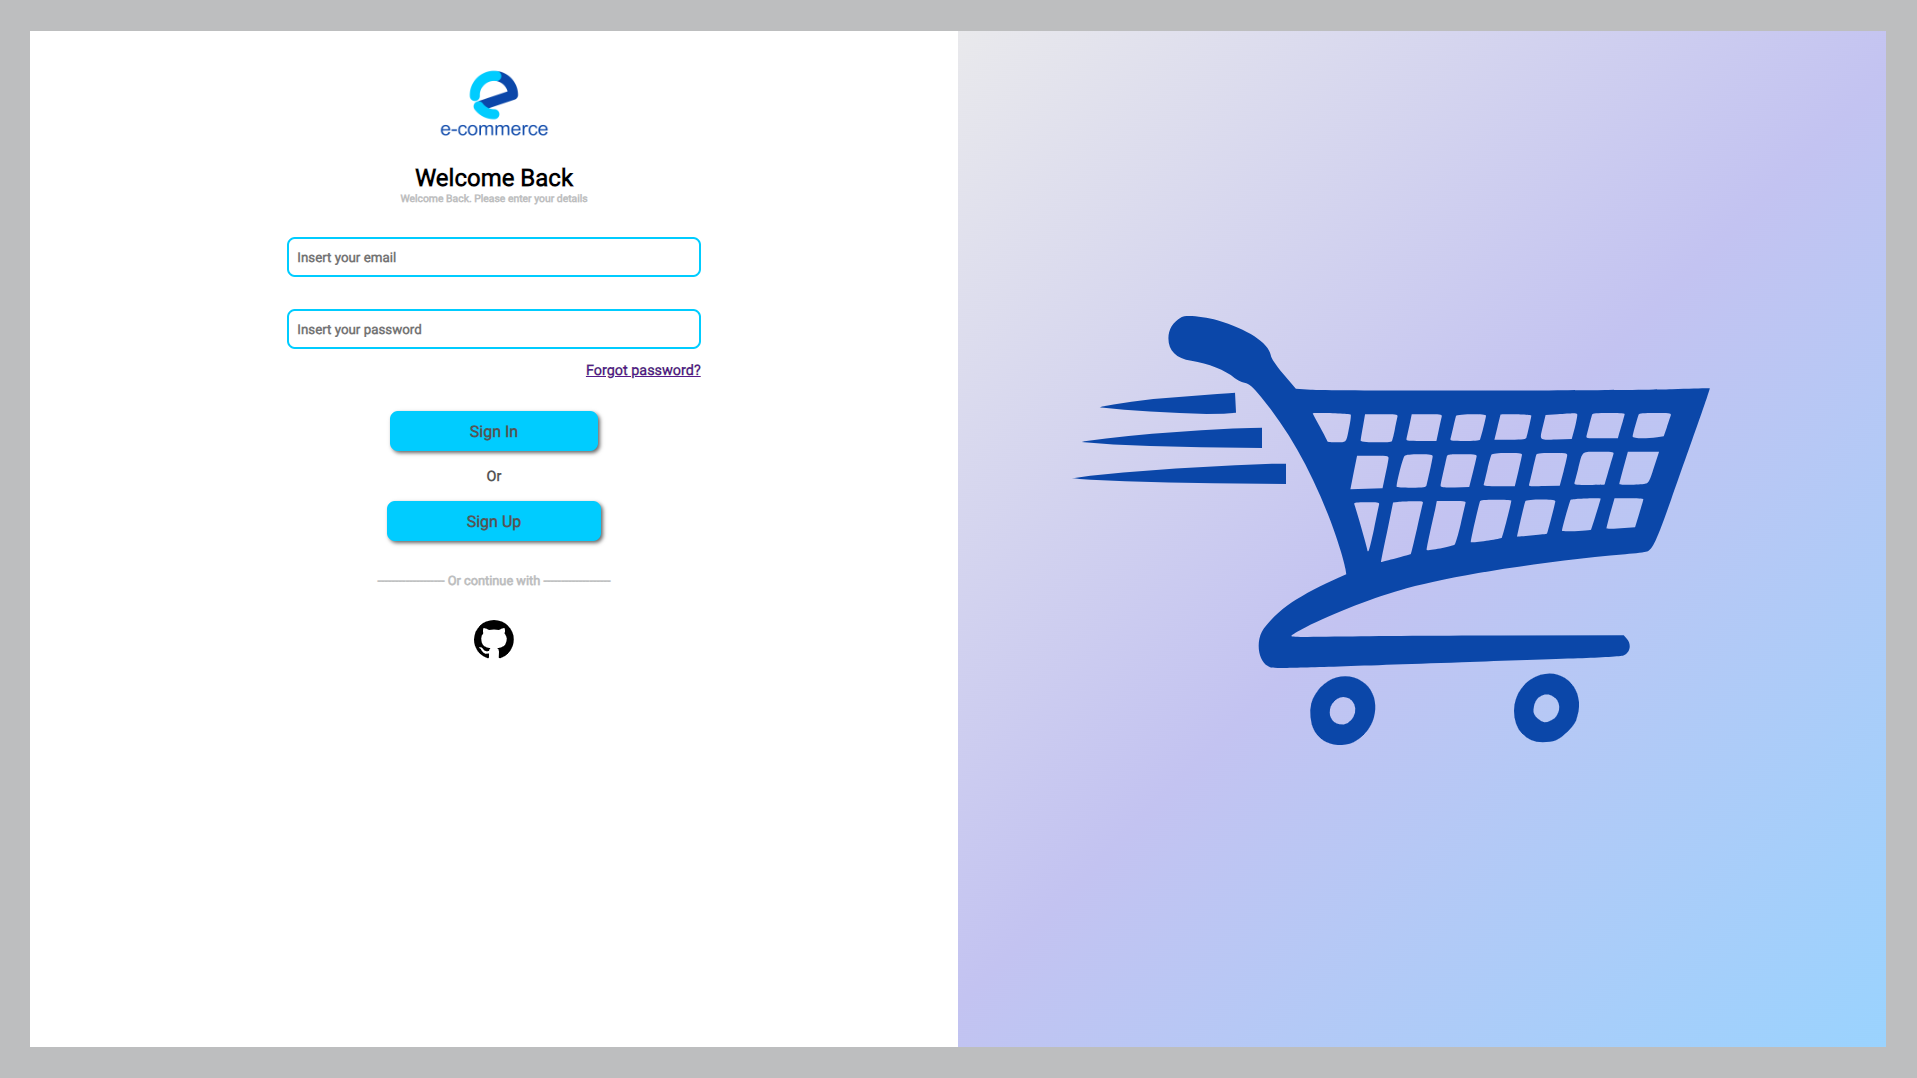 e-commerce
Welcome Back
Welcome Back. Please enter your details
Insert your email
Insert your password
Forgot password?
Sign In
Or
Sign Up
Or continue with